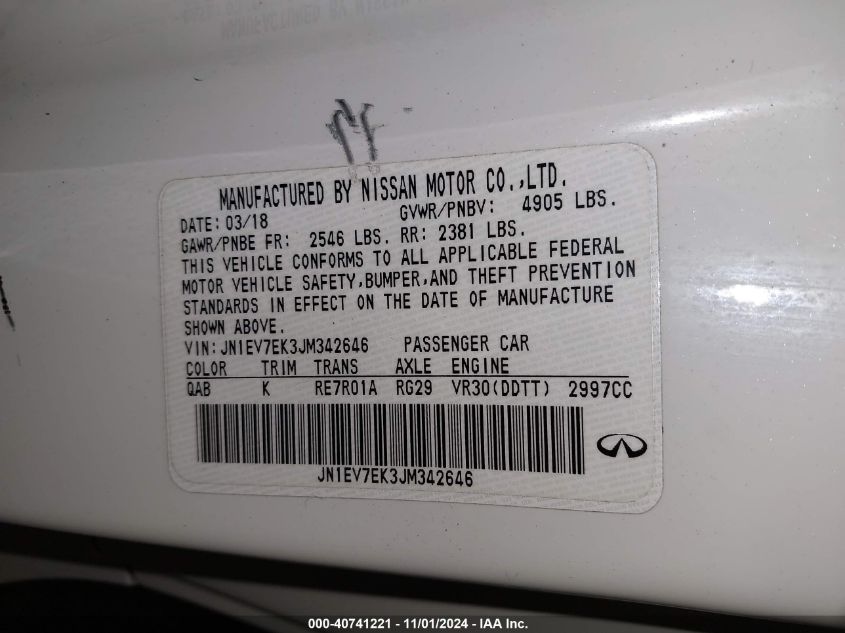 MANUFACTURED BY NISSAN MOTOR CO.,LTD.
DATE: 03/18 GVWR/PNBV: 4905 LBS.
GAWR/PNBE FR: 2546 LBS. RR: 2381 LBS.
THIS VEHICLE CONFORMS TO ALL APPLICABLE FEDERAL
MOTOR VEHICLE SAFETY,BUMPER,AND THEFT PREVENTION
STANDARDS IN EFFECT ON THE DATE OF MANUFACTURE
SHOWN ABOVE.
VIN: JN1EV7EK3JM342646 PASSENGER CAR
COLOR TRIM TRANS AXLE ENGINE
QAB K RE7R01A RG29 VR30(DDTT) 2997CC
JN1EV7EK3JM342646
000-40741221 - 11/01/2024 - IAA Inc.